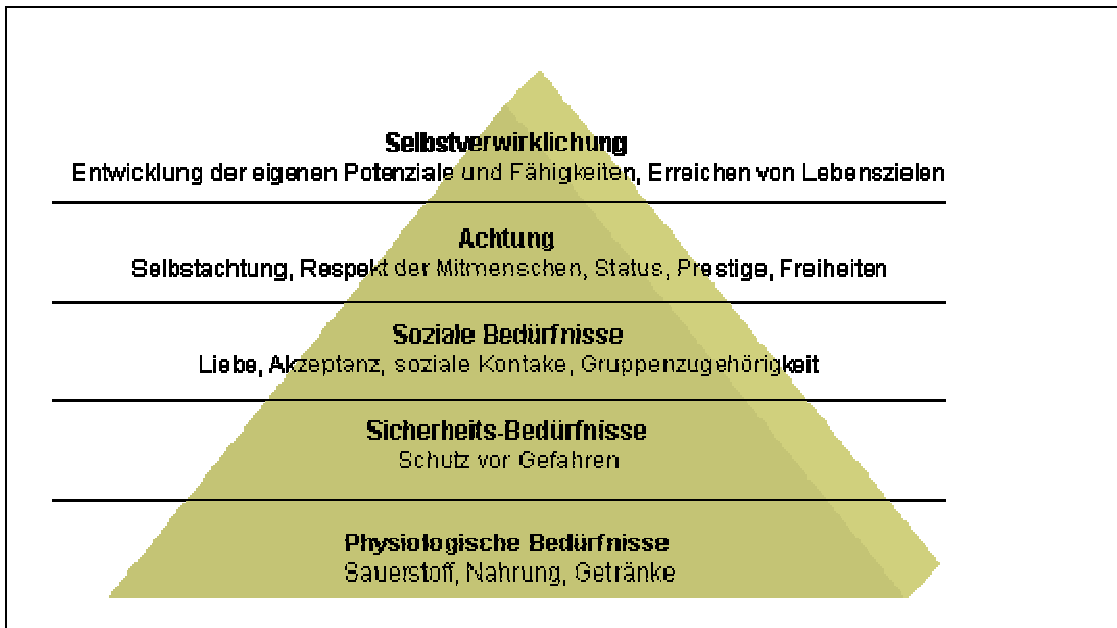 Selbstverwirklichung
Entwicklung der eigenen Potenziale und Fähigkeiten, Erreichen von Lebenszielen
Achtung
Selbstachtung, Respekt der Mitmenschen, Status, Prestige, Freiheiten
Soziale Bedürfnisse
Liebe, Akzeptanz, soziale Kontake, Gruppenzugehörigkeit
Sicherheits-Bedürfnisse
Schutz vor Gefahren
Physiologische Bedürfnisse
Sauerstoff, Nahrung, Getränke